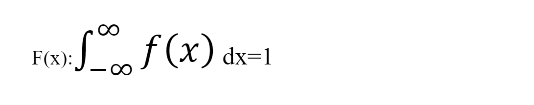 F(x): ∫_{-∞}^{∞} f(x) dx=1